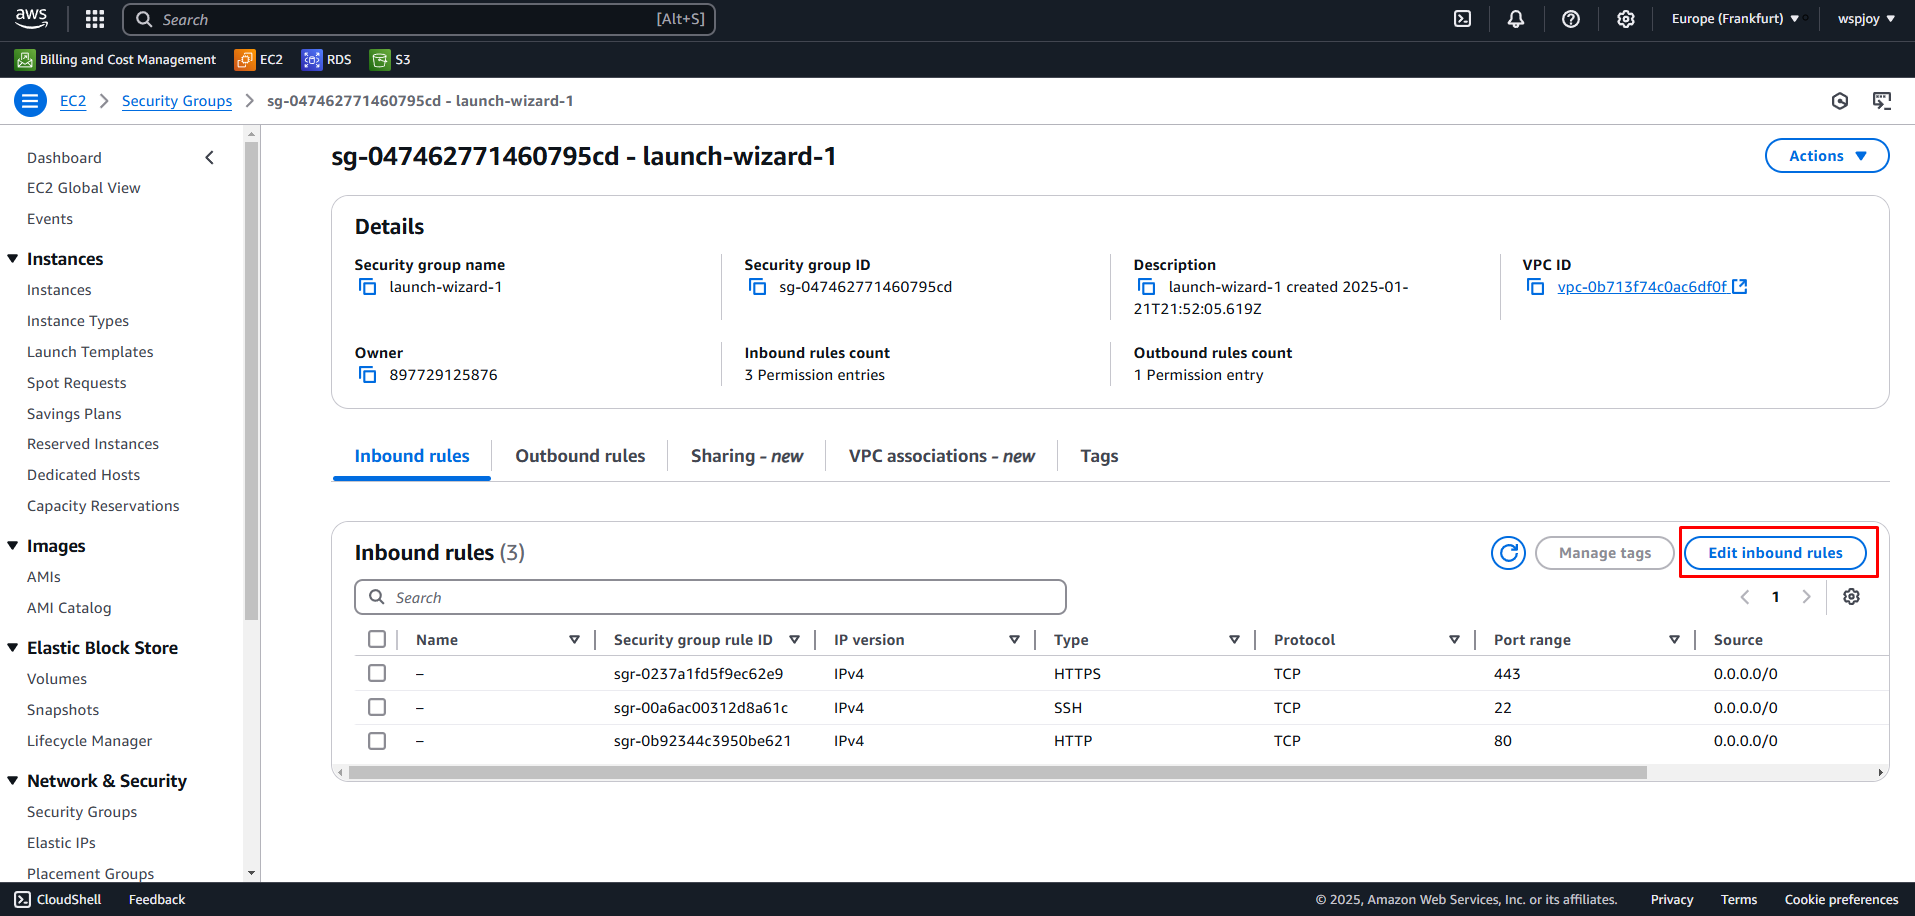 aws
Search [Alt+S]
Europe (Frankfurt) wspjoy
Billing and Cost Management EC2 RDS S3
EC2 Security Groups sg-047462771460795cd - launch-wizard-1
Dashboard
EC2 Global View
Events
Instances
Instances
Instance Types
Launch Templates
Spot Requests
Savings Plans
Reserved Instances
Dedicated Hosts
Capacity Reservations
Images
AMIs
AMI Catalog
Elastic Block Store
Volumes
Snapshots
Lifecycle Manager
Network & Security
Security Groups
Elastic IPs
Placement Groups
sg-047462771460795cd - launch-wizard-1
Actions
Details
Security group name
launch-wizard-1
Security group ID
sg-047462771460795cd
Description
launch-wizard-1 created 2025-01-
21T21:52:05.619Z
VPC ID
vpc-0b713f74c0ac6df0f
Owner
897729125876
Inbound rules count
3 Permission entries
Outbound rules count
1 Permission entry
Inbound rules Outbound rules Sharing - new VPC associations - new Tags
Inbound rules (3)
Manage tags
Edit inbound rules
Search
1
Name Security group rule ID IP version Type Protocol Port range Source
– sgr-0237a1fd5f9ec62e9 IPv4 HTTPS TCP 443 0.0.0.0/0
– sgr-00a6ac00312d8a61c IPv4 SSH TCP 22 0.0.0.0/0
– sgr-0b92344c3950be621 IPv4 HTTP TCP 80 0.0.0.0/0
CloudShell Feedback © 2025, Amazon Web Services, Inc. or its affiliates. Privacy Terms Cookie preferences